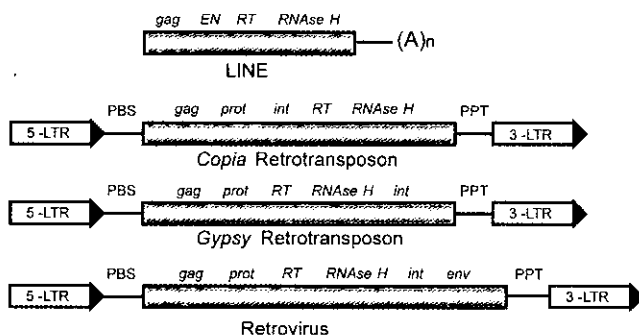 gag EN RT RNAse H
(A)n
LINE
PBS gag prot int RT RNAse H PPT
5 -LTR 3 -LTR
Copia Retrotransposon
PBS gag prot RT RNAse H int PPT
5 -LTR 3 -LTR
Gypsy Retrotransposon
PBS gag prot RT RNAse H int env PPT
5 -LTR 3 -LTR
Retrovirus